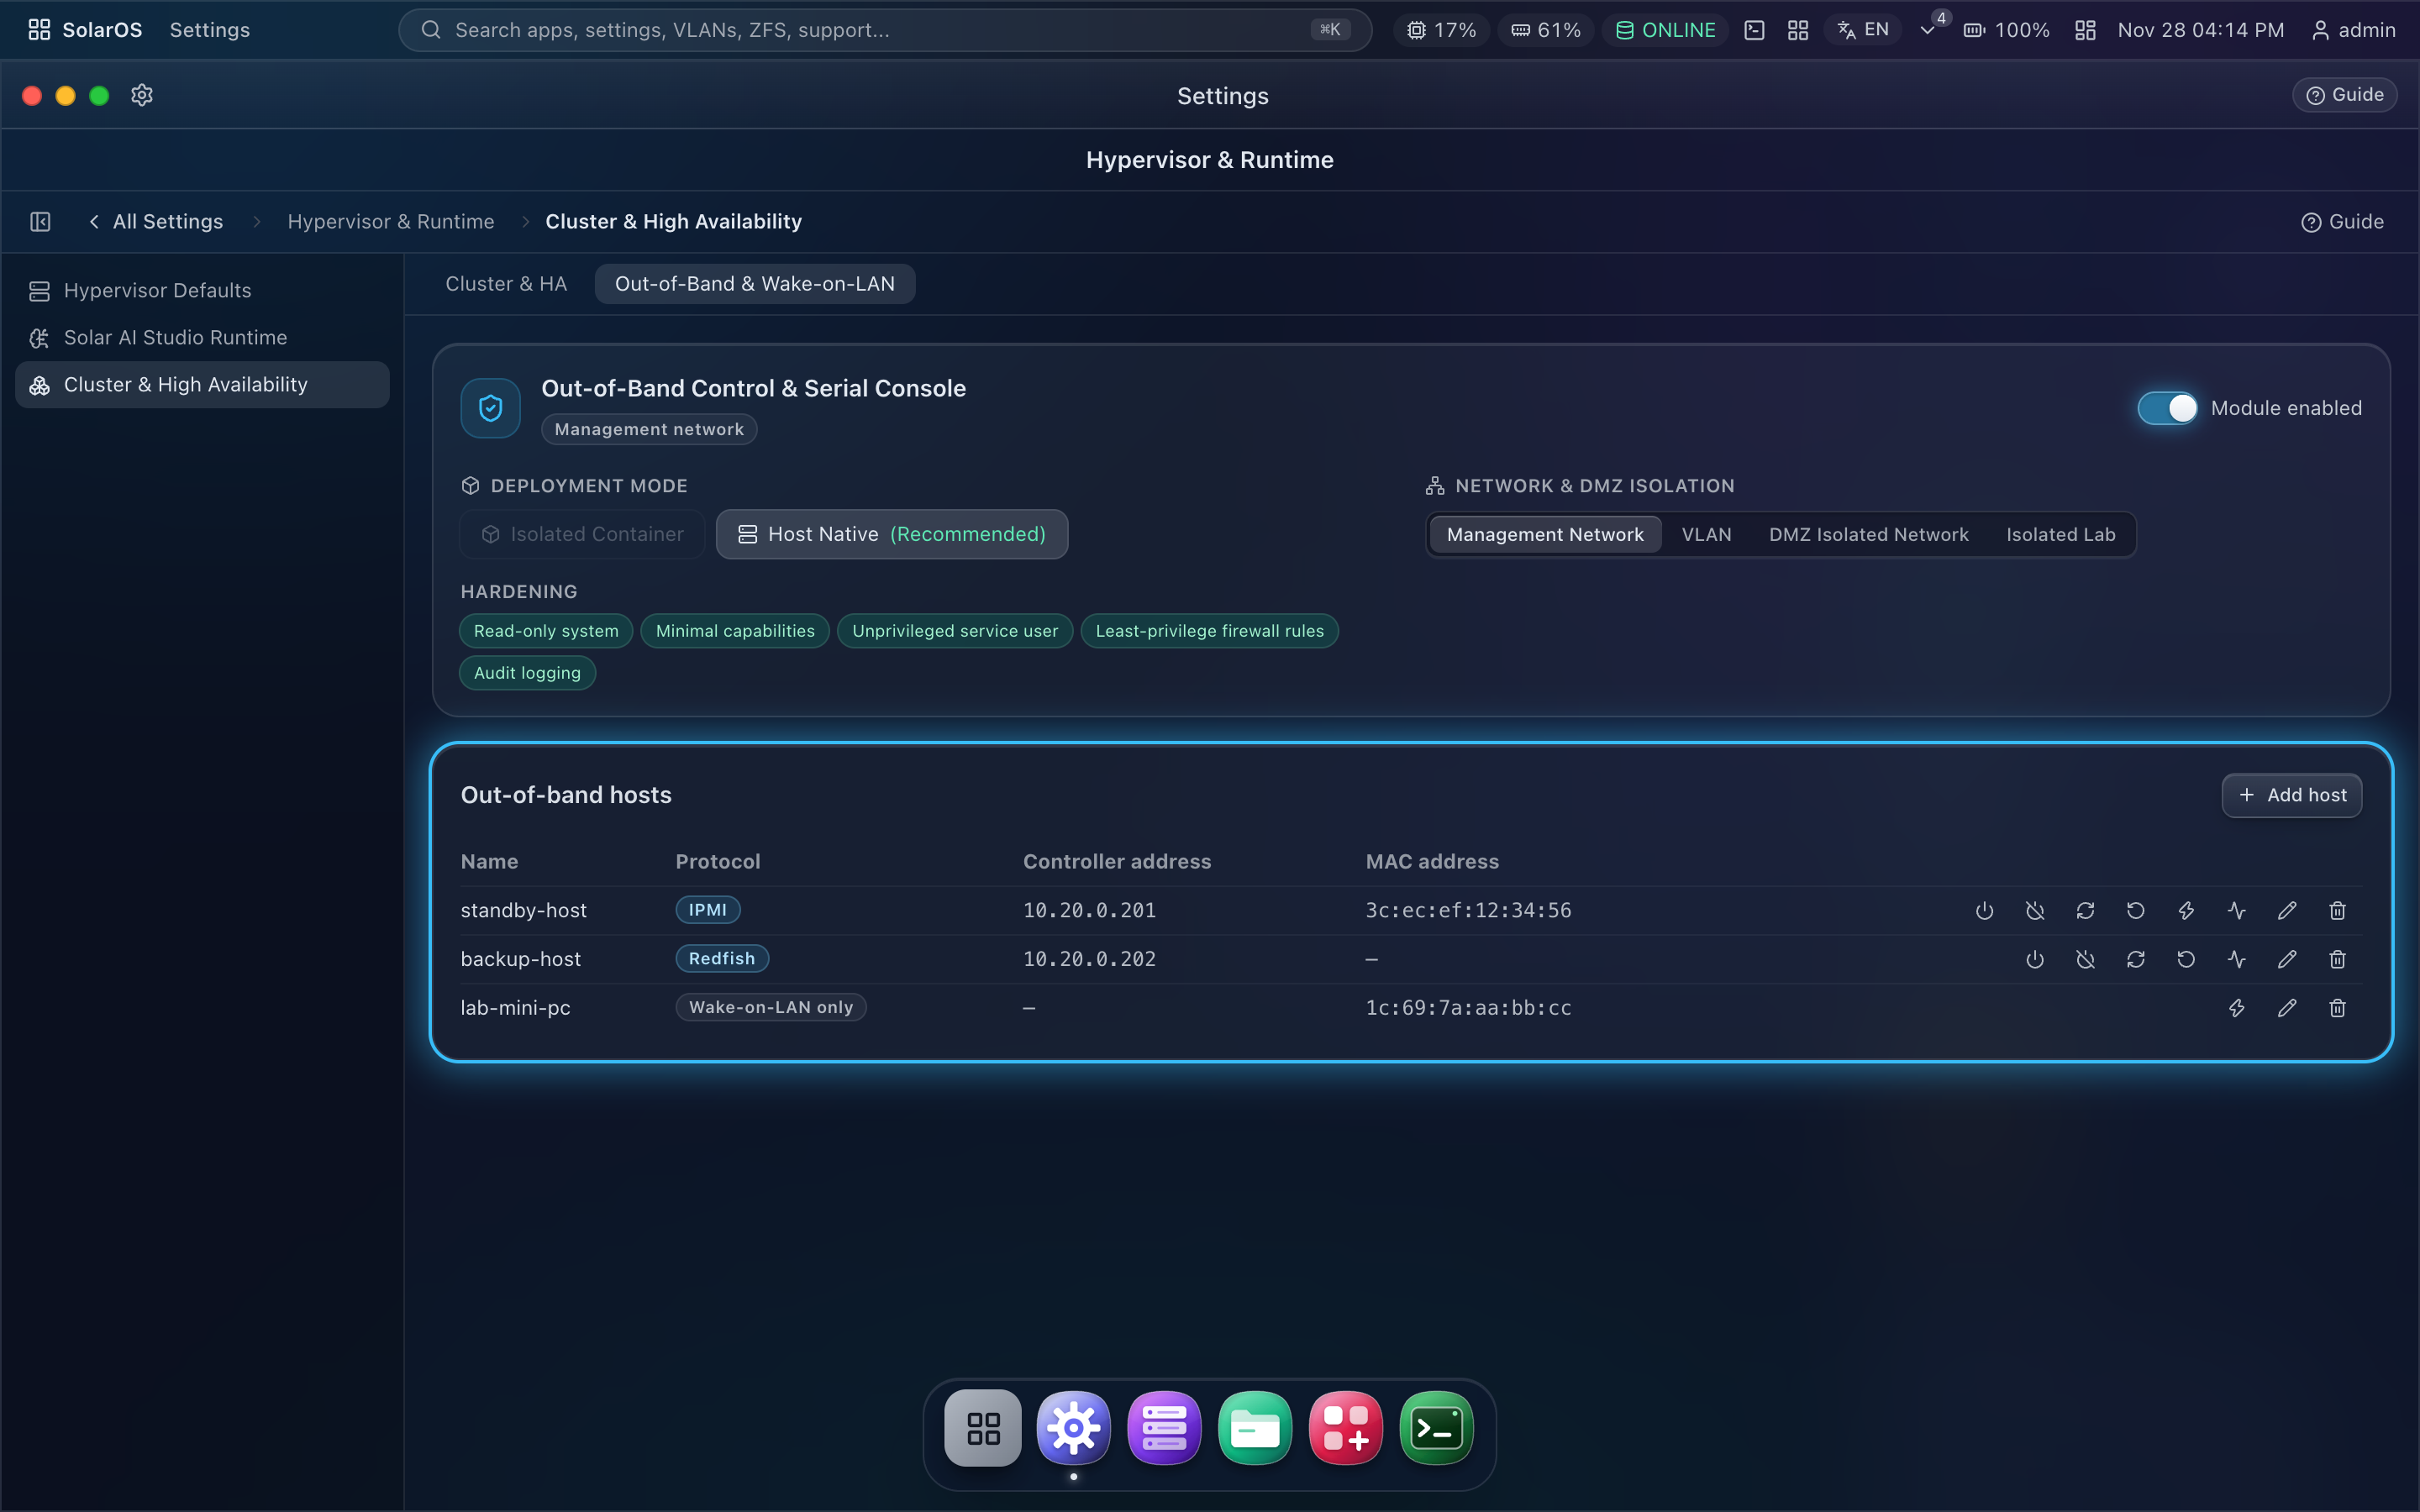 SolarOS Settings Search apps, settings, VLANs, ZFS, support... ⌘K 17% 61% ONLINE EN 4 100% Nov 28 04:14 PM admin
Settings Guide
Hypervisor & Runtime
All Settings Hypervisor & Runtime Cluster & High Availability Guide
Hypervisor Defaults
Solar AI Studio Runtime
Cluster & High Availability
Cluster & HA Out-of-Band & Wake-on-LAN
Out-of-Band Control & Serial Console
Management network
Module enabled
DEPLOYMENT MODE
Isolated Container Host Native (Recommended)
NETWORK & DMZ ISOLATION
Management Network VLAN DMZ Isolated Network Isolated Lab
HARDENING
Read-only system Minimal capabilities Unprivileged service user Least-privilege firewall rules
Audit logging
Out-of-band hosts Add host
Name Protocol Controller address MAC address
standby-host IPMI 10.20.0.201 3c:ec:ef:12:34:56
backup-host Redfish 10.20.0.202 —
lab-mini-pc Wake-on-LAN only — 1c:69:7a:aa:bb:cc